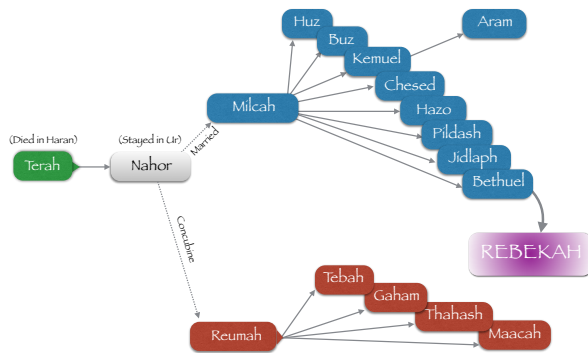 Huz
Buz
Kemuel
Aram
Chesed
Milcah
Hazo
Pildash
Jidlaph
Bethuel
(Died in Haran)
(Stayed in Ur)
Married
Terah
Nahor
Concubine
REBEKAH
Tebah
Gaham
Thahash
Maacah
Reumah